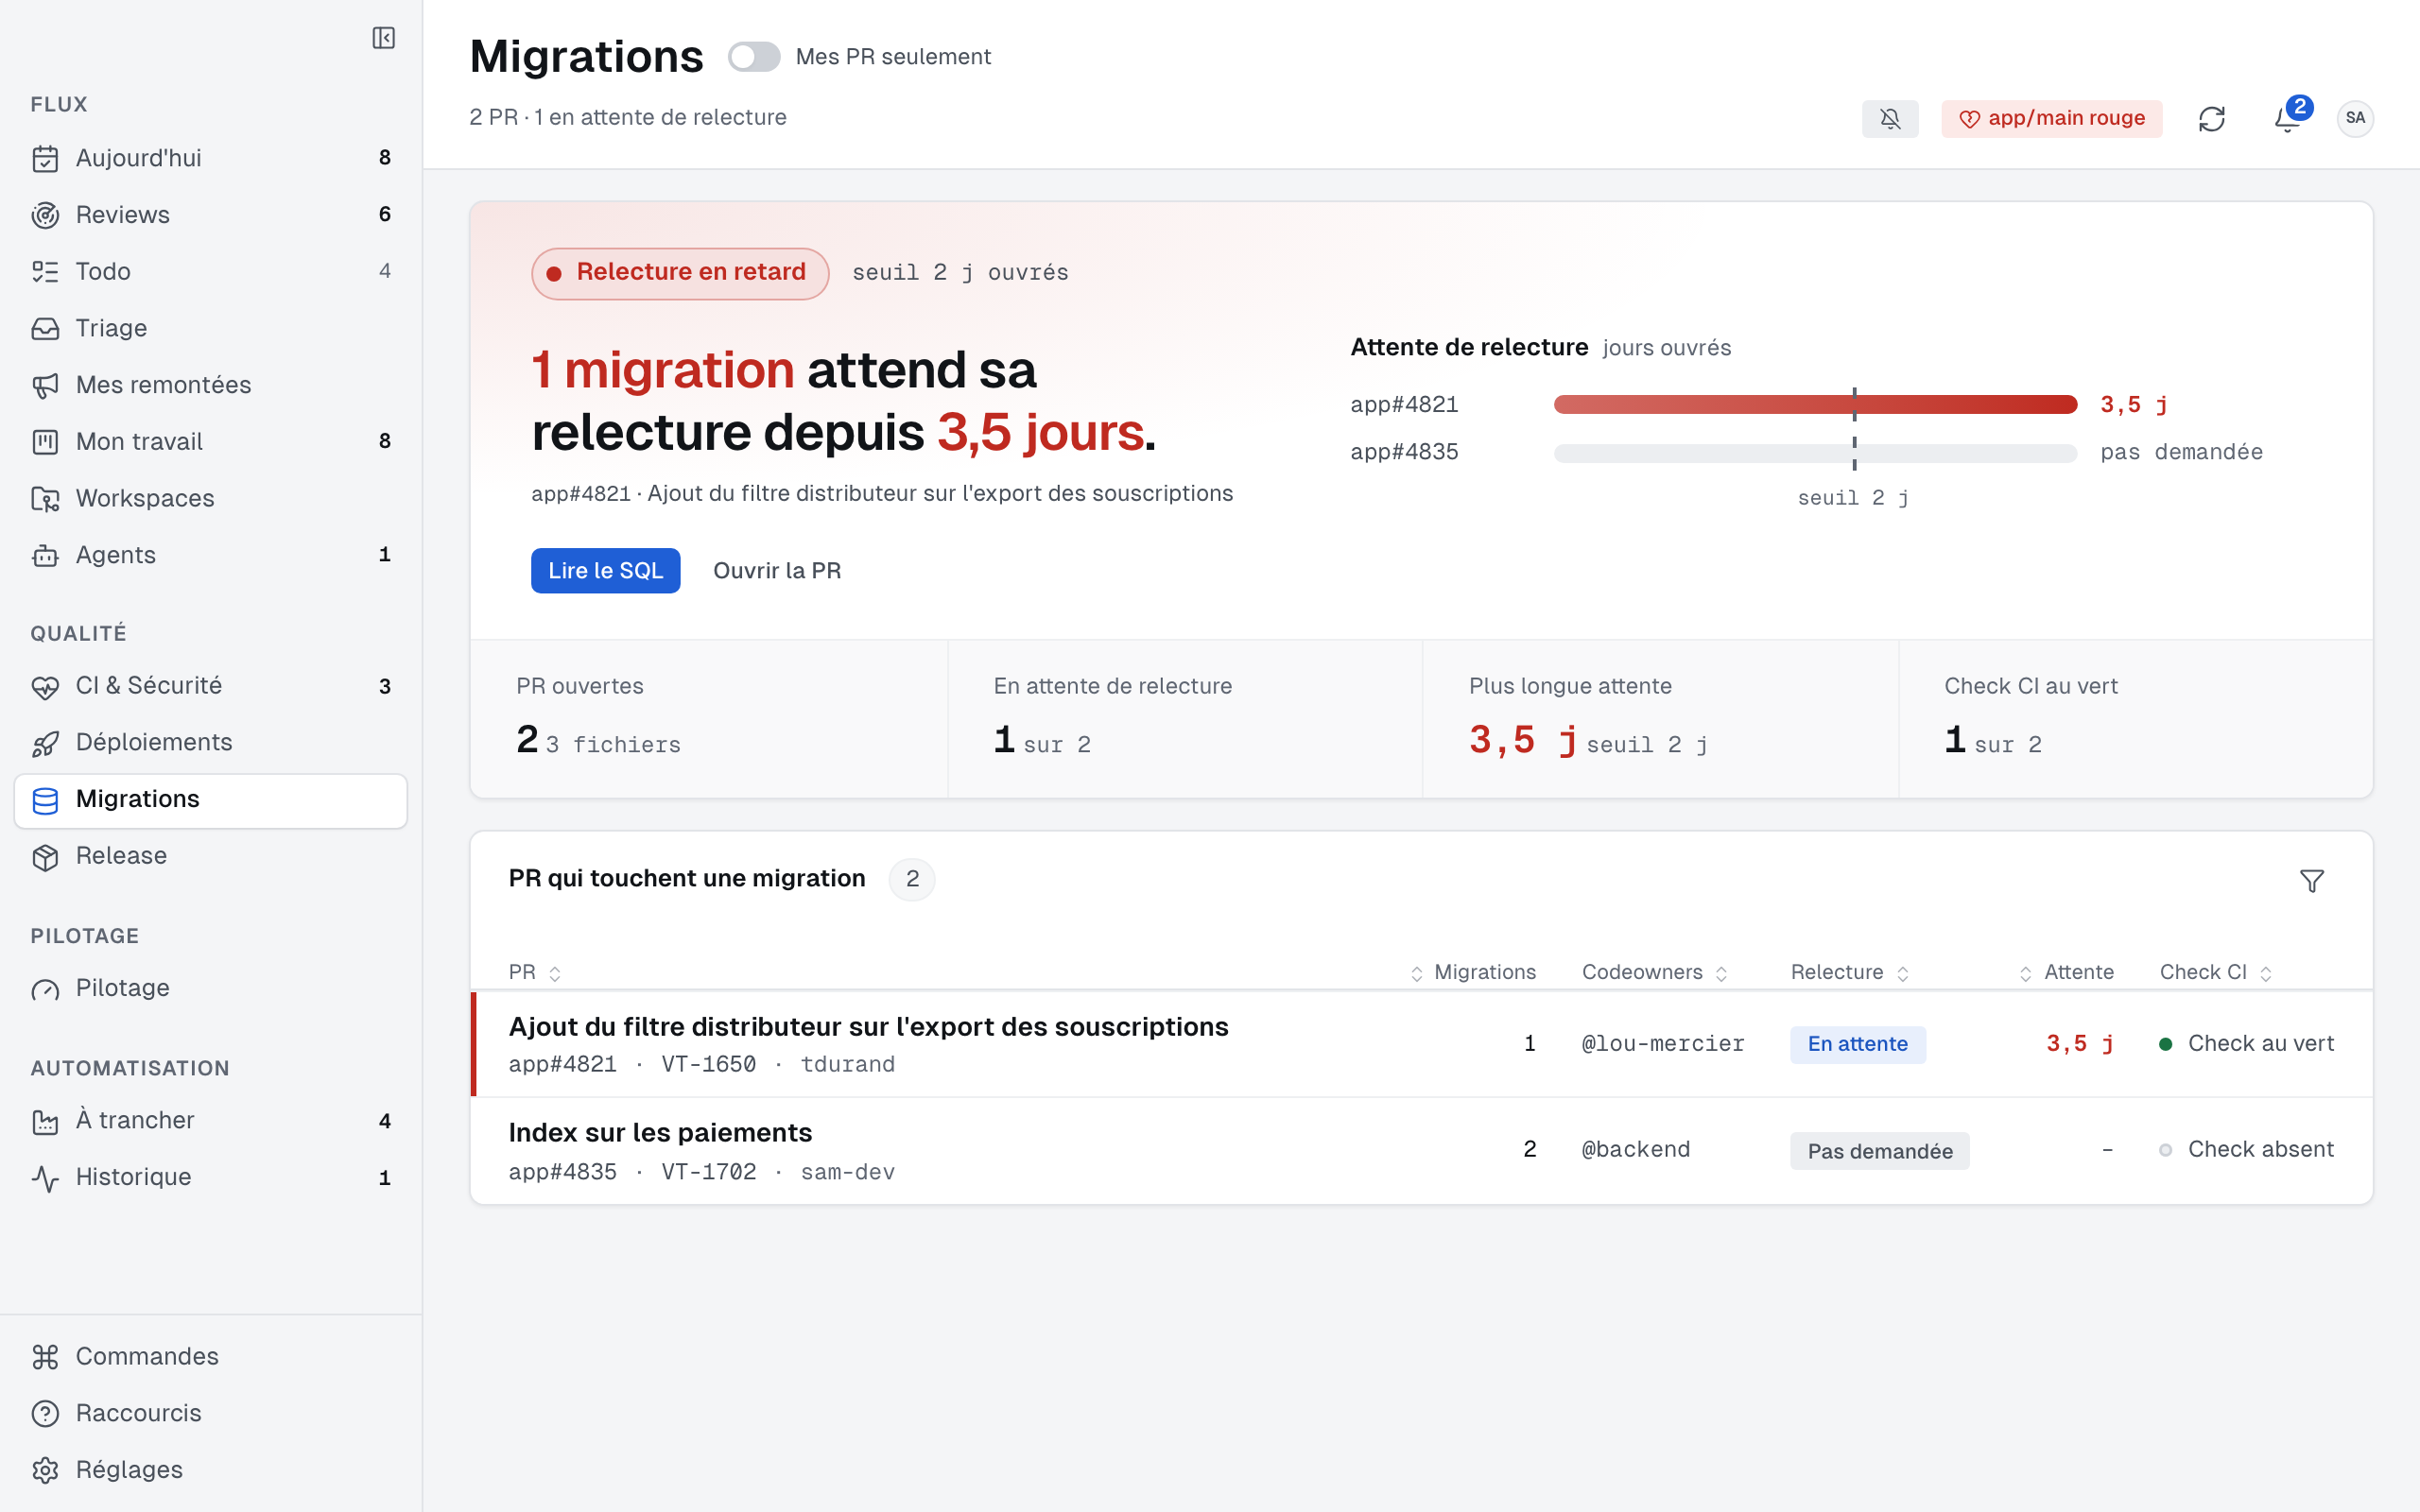 FLUX
Aujourd'hui 8
Reviews 6
Todo 4
Triage
Mes remontées
Mon travail 8
Workspaces
Agents 1
QUALITÉ
CI & Sécurité 3
Déploiements
Migrations
Release
PILOTAGE
Pilotage
AUTOMATISATION
À trancher 4
Historique 1
Commandes
Raccourcis
Réglages
Migrations Mes PR seulement
2 PR · 1 en attente de relecture
app/main rouge 2 SA
Relecture en retard seuil 2 j ouvrés
1 migration attend sa
relecture depuis 3,5 jours.
app#4821 · Ajout du filtre distributeur sur l'export des souscriptions
Lire le SQL Ouvrir la PR
Attente de relecture jours ouvrés
app#4821 3,5 j
app#4835 pas demandée
seuil 2 j
PR ouvertes
2 3 fichiers
En attente de relecture
1 sur 2
Plus longue attente
3,5 j seuil 2 j
Check CI au vert
1 sur 2
PR qui touchent une migration 2
PR Migrations Codeowners Relecture Attente Check CI
Ajout du filtre distributeur sur l'export des souscriptions
app#4821 · VT-1650 · tdurand
1 @lou-mercier En attente 3,5 j Check au vert
Index sur les paiements
app#4835 · VT-1702 · sam-dev
2 @backend Pas demandée – Check absent